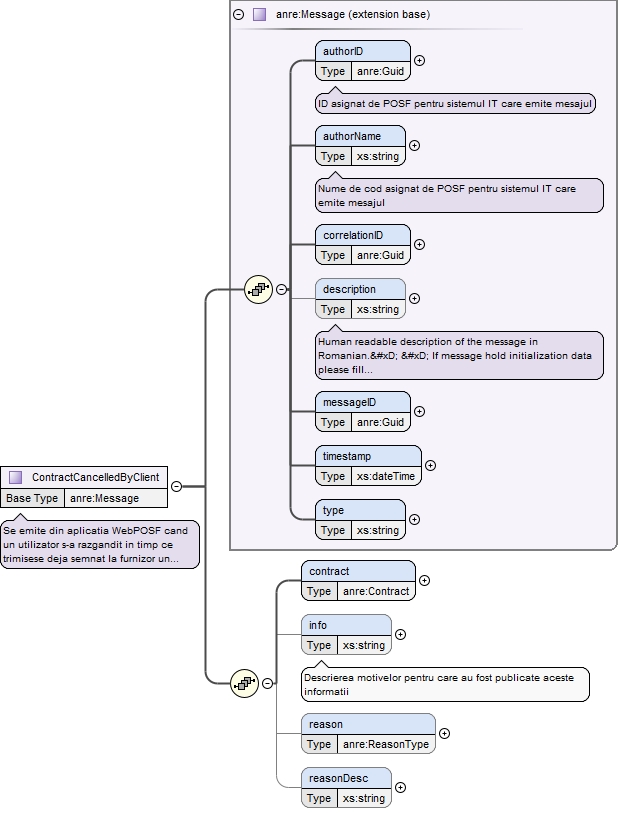 anre:Message (extension base)
authorID
Type anre:Guid
ID asignat de POSF pentru sistemul IT care emite mesajul
authorName
Type xs:string
Nume de cod asignat de POSF pentru sistemul IT care
emite mesajul
correlationID
Type anre:Guid
description
Type xs:string
Human readable description of the message in
Romanian.&#xD; &#xD; If message hold initialization data
please fill...
messageID
Type anre:Guid
timestamp
Type xs:dateTime
type
Type xs:string
ContractCancelledByClient
Base Type anre:Message
Se emite din aplicatia WebPOSF cand
un utilizator s-a razgandit in timp ce
trimisese deja semnat la furnizor un...
contract
Type anre:Contract
info
Type xs:string
Descrierea motivelor pentru care au fost publicate aceste
informatii
reason
Type anre:ReasonType
reasonDesc
Type xs:string